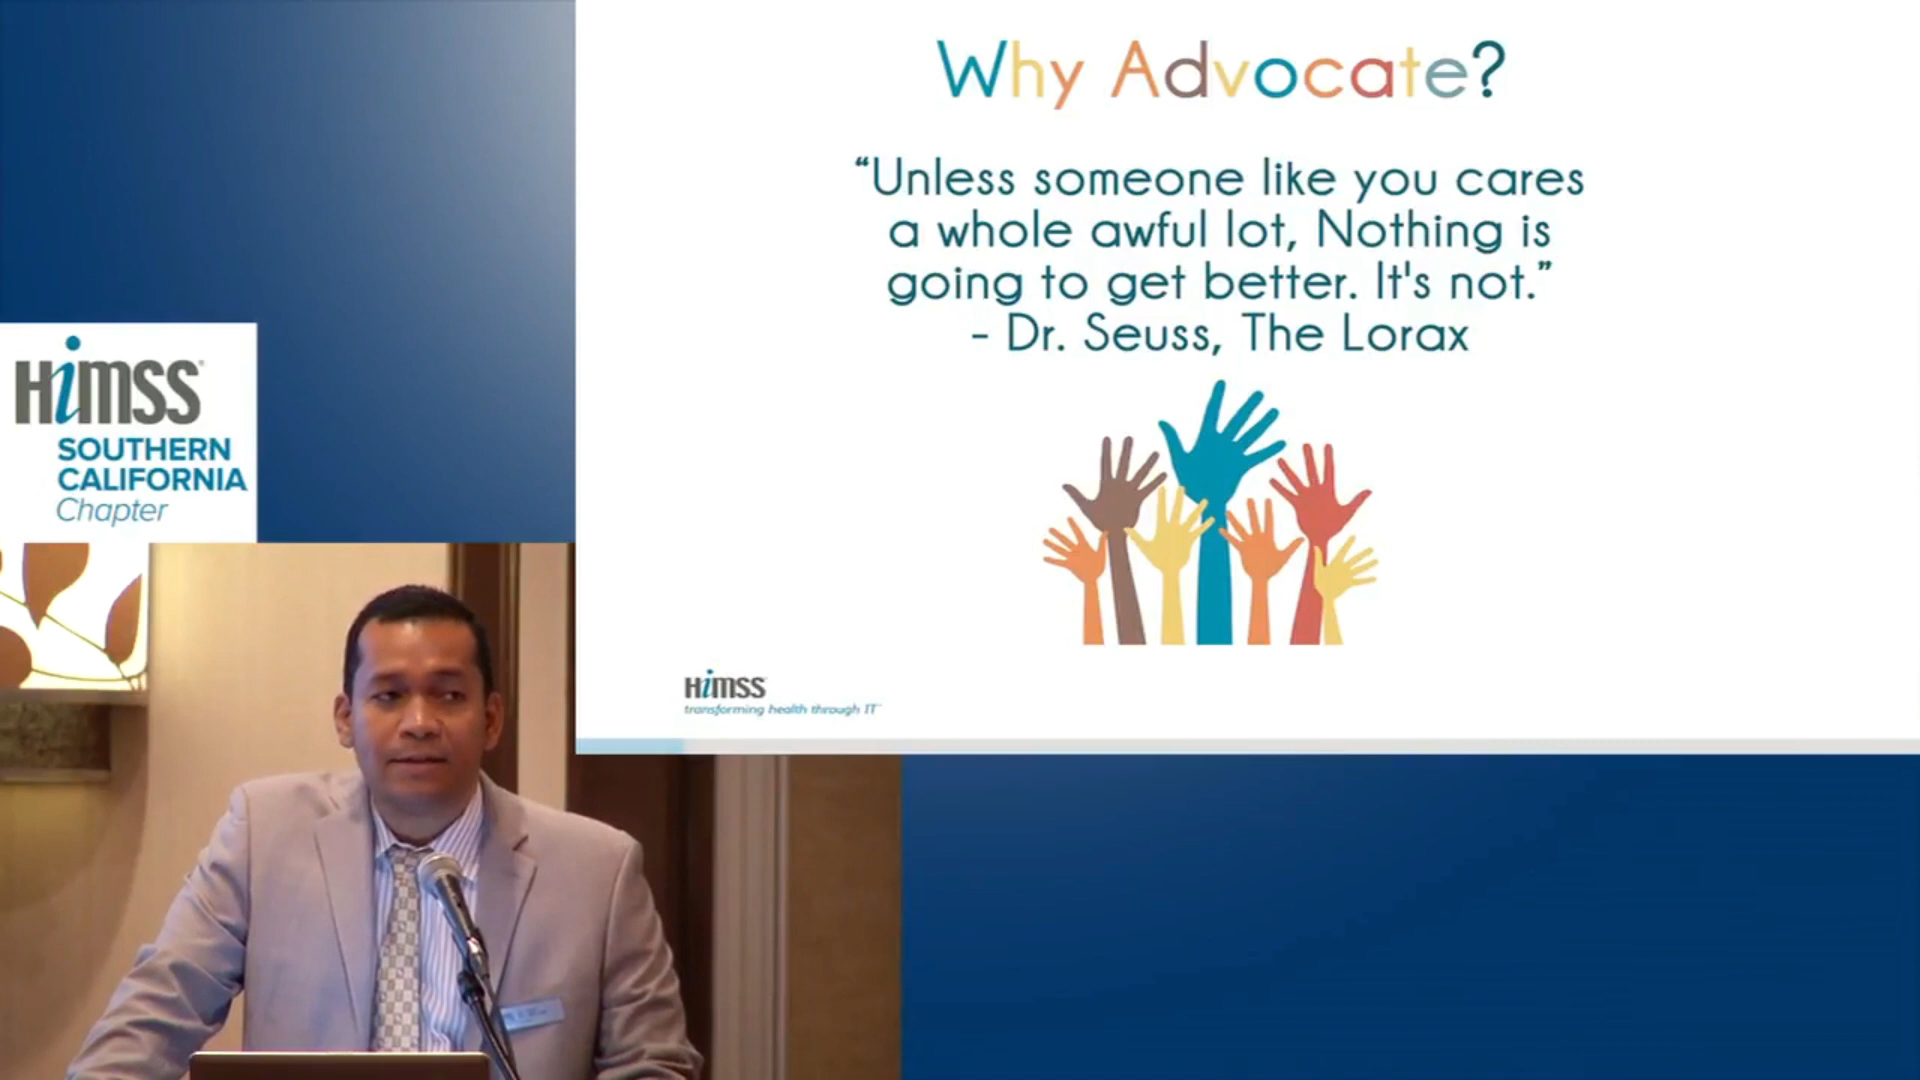 Why Advocate?
“Unless someone like you cares
a whole awful lot, Nothing is
going to get better. It's not.”
- Dr. Seuss, The Lorax
HiMSS
SOUTHERN
CALIFORNIA
Chapter
HiMSS
transforming health through IT